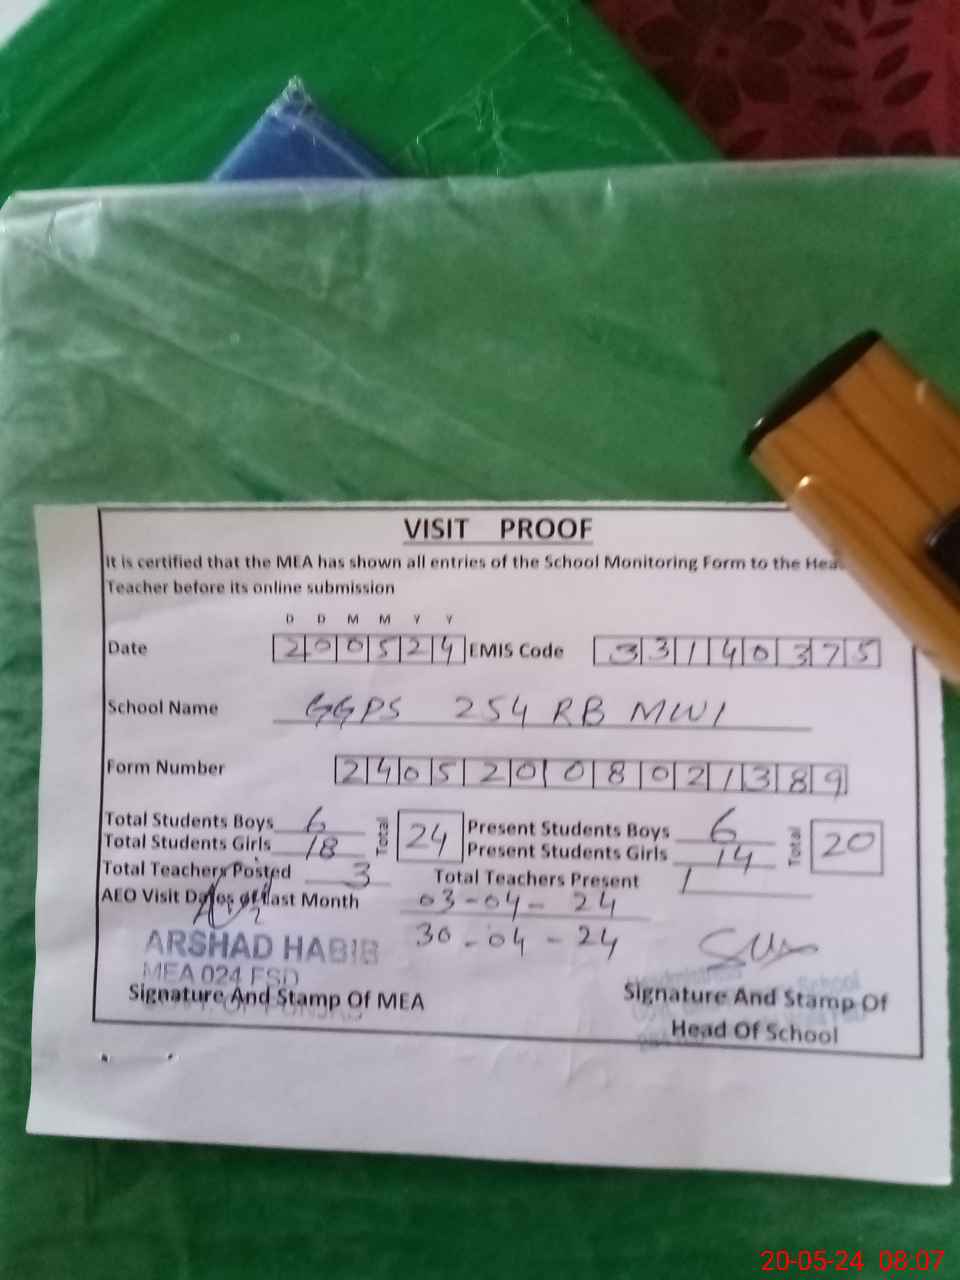 VISIT PROOF
It is certified that the MEA has shown all entries of the School Monitoring Form to the Hea
Teacher before its online submission
D D M M Y Y
Date 200524 EMIS Code 33140375
School Name GGPS 254 RB MWI
Form Number 24052008021389
Total Students Boys 6 Total 24 Present Students Boys 6 Total 20
Total Students Girls 18 Present Students Girls 14
Total Teachers Posted 3 Total Teachers Present 1
AEO Visit Dates of last Month 03-04-24
30-04-24
ARSHAD HABIB
MEA 024 FSD
Signature And Stamp Of MEA Signature And Stamp Of
Head Of School
20-05-24 08:07